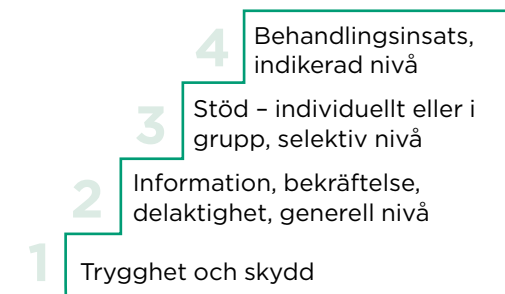 4
Behandlingsinsats,
indikerad nivå
3
Stöd – individuellt eller i
grupp, selektiv nivå
2
Information, bekräftelse,
delaktighet, generell nivå
1
Trygghet och skydd